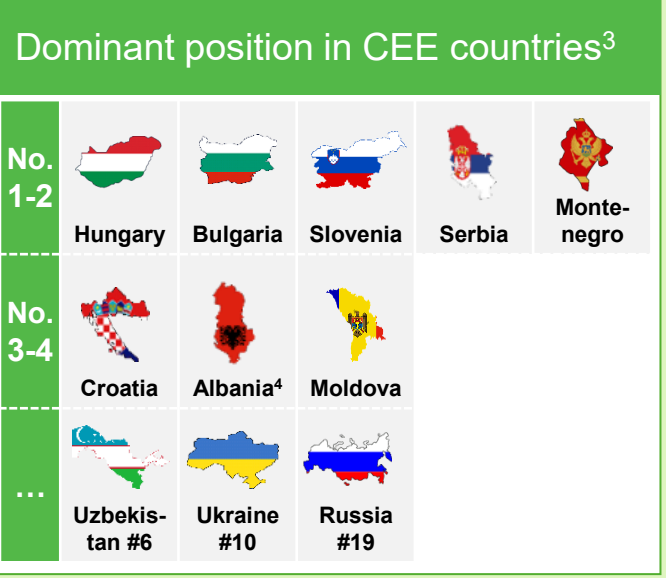 Dominant position in CEE countries³
No.
1-2
Hungary
Bulgaria
Slovenia
Serbia
Monte-
negro
No.
3-4
Croatia
Albania⁴
Moldova
...
Uzbekis-
tan #6
Ukraine
#10
Russia
#19